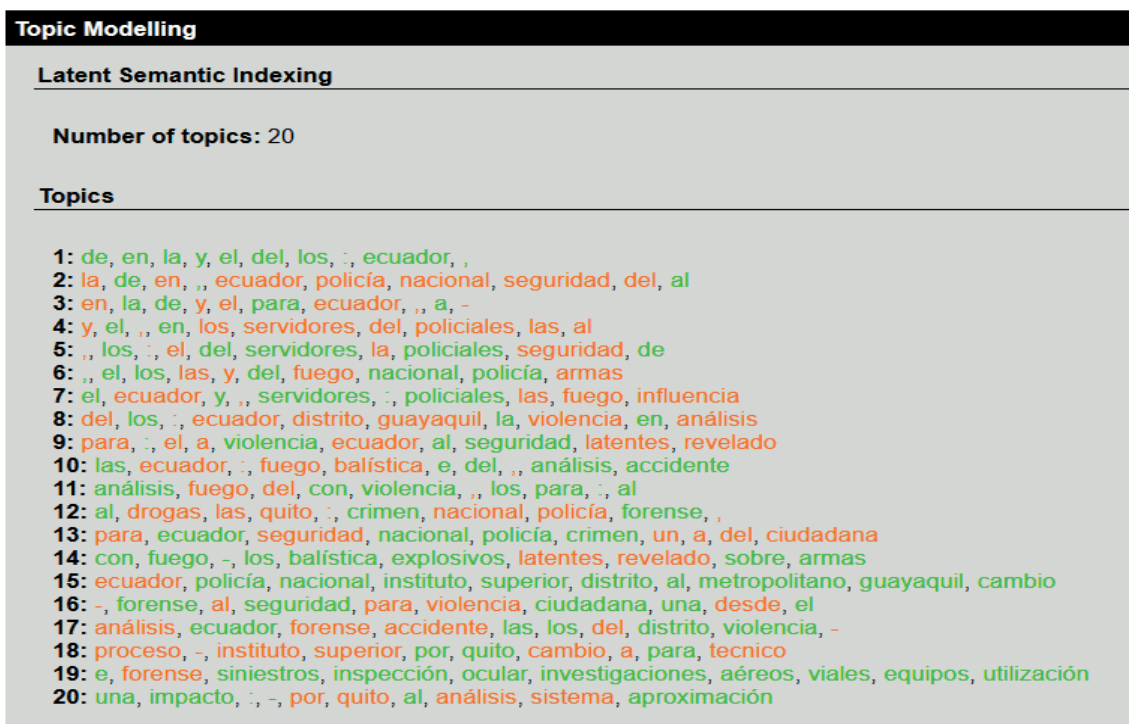 Topic Modelling
Latent Semantic Indexing
Number of topics: 20
Topics
1: de, en, la, y, el, del, los, :, ecuador, ,
2: la, de, en, ,, ecuador, policía, nacional, seguridad, del, al
3: en, la, de, y, el, para, ecuador, ,, a, -
4: y, el, ,, en, los, servidores, del, policiales, las, al
5: ,, los, :, el, del, servidores, la, policiales, seguridad, de
6: ,, el, los, las, y, del, fuego, nacional, policía, armas
7: el, ecuador, y, ,, servidores, :, policiales, las, fuego, influencia
8: del, los, :, ecuador, distrito, guayaquil, la, violencia, en, análisis
9: para, :, el, a, violencia, ecuador, al, seguridad, latentes, revelado
10: las, ecuador, :, fuego, balística, e, del, ,, análisis, accidente
11: análisis, fuego, del, con, violencia, ,, los, para, :, al
12: al, drogas, las, quito, :, crimen, nacional, policía, forense, ,
13: para, ecuador, seguridad, nacional, policía, crimen, un, a, del, ciudadana
14: con, fuego, -, los, balística, explosivos, latentes, revelado, sobre, armas
15: ecuador, policía, nacional, instituto, superior, distrito, al, metropolitano, guayaquil, cambio
16: -, forense, al, seguridad, para, violencia, ciudadana, una, desde, el
17: análisis, ecuador, forense, accidente, las, los, del, distrito, violencia, -
18: proceso, -, instituto, superior, por, quito, cambio, a, para, tecnico
19: e, forense, siniestros, inspección, ocular, investigaciones, aéreos, viales, equipos, utilización
20: una, impacto, :, -, por, quito, al, análisis, sistema, aproximación